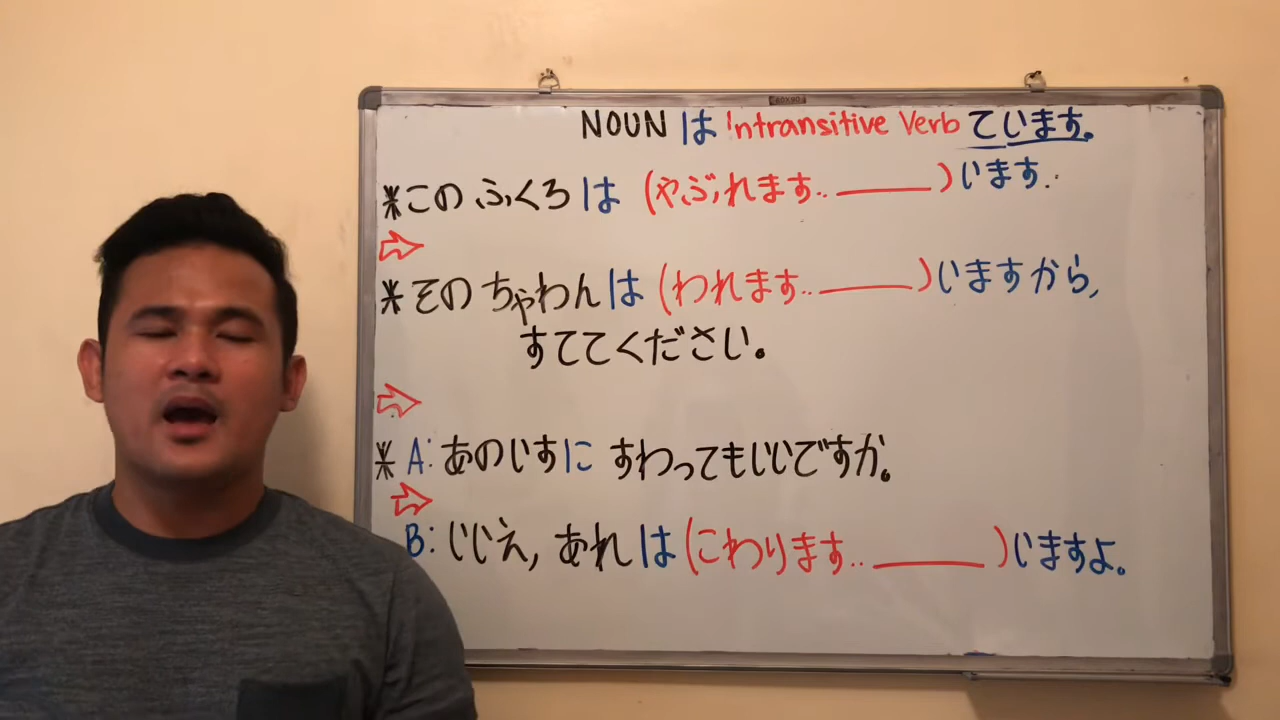 NOUN は Intransitive Verb ています。
* このふくろは (やぶれます.. ______) います.
* そのちゃわんは (われます.. ______) いますから,
すててください。
* A: あのいすに すわってもいいですか。
B: いいえ, あれは (こわります.. ______) いますよ。